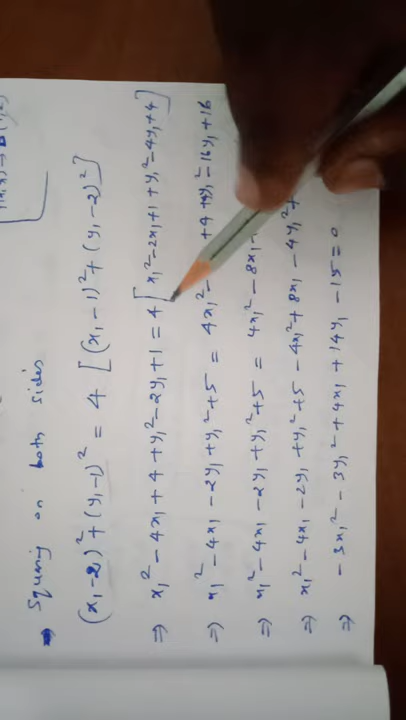 ⇒ Squring on both sides
(x₁-2)²+(y₁-1)² = 4 [(x₁-1)²+(y₁-2)²]
⇒ x₁²-4x₁+4+y₁²-2y₁+1 = 4[x₁²-2x₁+1+y₁²-4y₁+4]
⇒ x₁²-4x₁-2y₁+y₁²+5 = 4x₁²- +4+4y₁²-16y₁+16
⇒ x₁²-4x₁-2y₁+y₁²+5 = 4x₁²-8x₁
⇒ x₁²-4x₁-2y₁+y₁²+5-4x₁²+8x₁-4y₁²+
⇒ -3x₁²-3y₁²+4x₁+14y₁-15=0